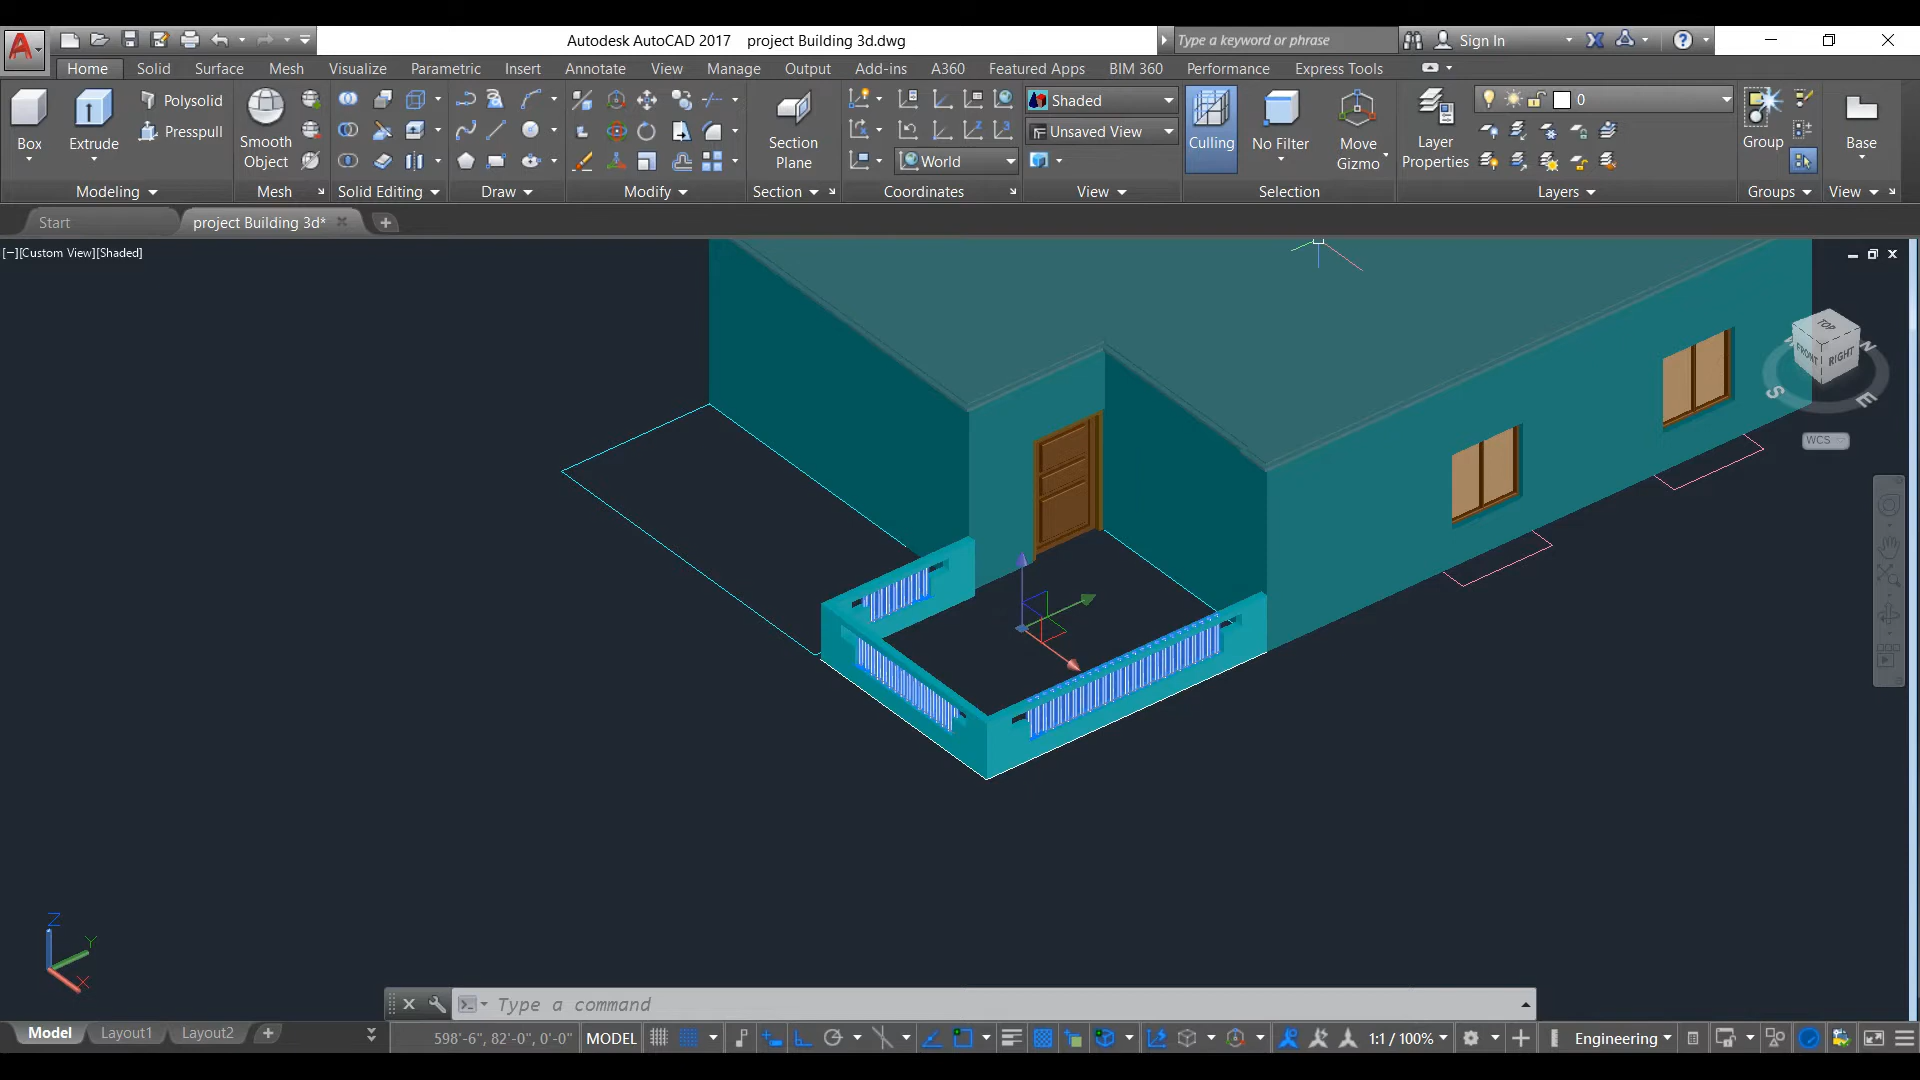 Autodesk AutoCAD 2017 project Building 3d.dwg
Type a keyword or phrase
Sign In
Home Solid Surface Mesh Visualize Parametric Insert Annotate View Manage Output Add-ins A360 Featured Apps BIM 360 Performance Express Tools
Box
Extrude
Polysolid
Presspull
Modeling
Smooth
Object
Mesh
Solid Editing
Draw
Modify
Section
Plane
Section
World
Coordinates
Shaded
Unsaved View
View
Culling
No Filter
Move
Gizmo
Selection
Layer
Properties
0
Layers
Group
Groups
Base
View
Start
project Building 3d*
[−][Custom View][Shaded]
TOP
FRONT
RIGHT
N
S
E
WCS
Z
Y
X
Type a command
Model Layout1 Layout2
598'-6", 82'-0", 0'-0"
MODEL
1:1 / 100%
Engineering